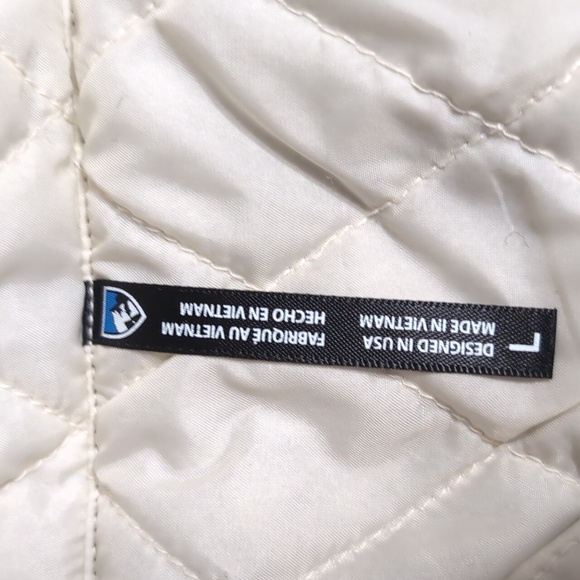 L
DESIGNED IN USA
MADE IN VIETNAM
FABRIQUÉ AU VIETNAM
HECHO EN VIETNAM